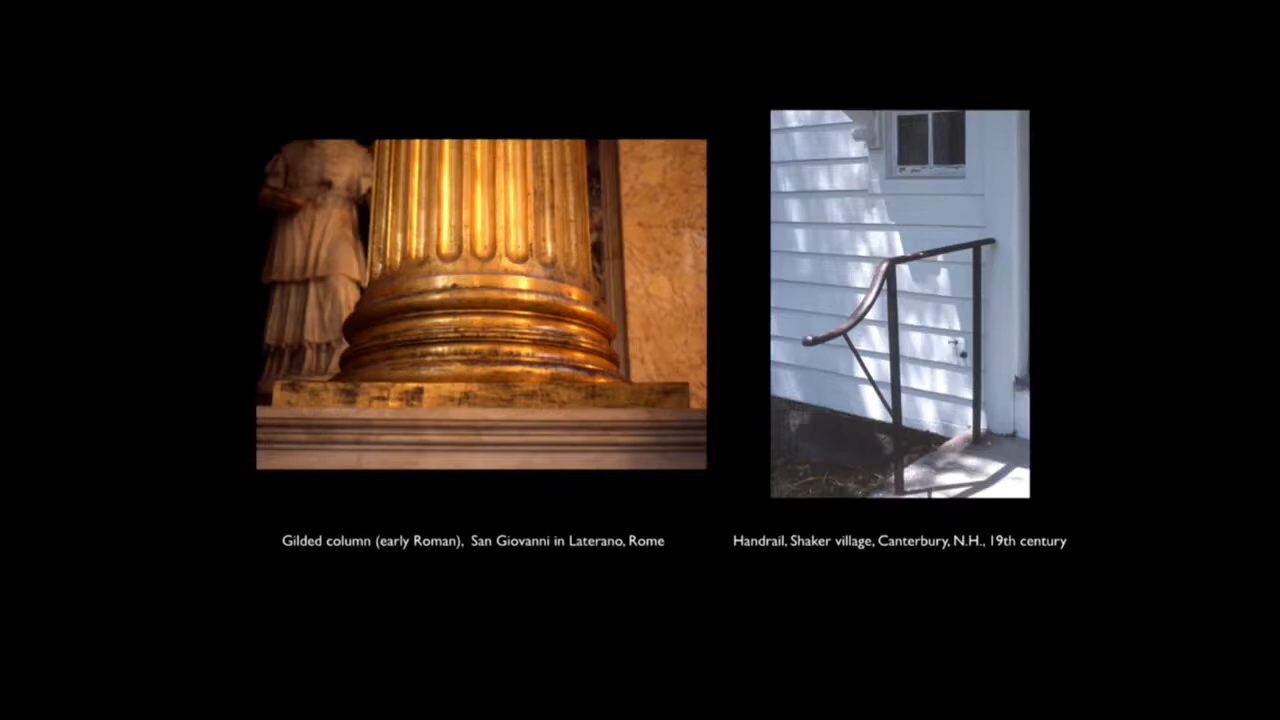 Gilded column (early Roman), San Giovanni in Laterano, Rome
Handrail, Shaker village, Canterbury, N.H., 19th century